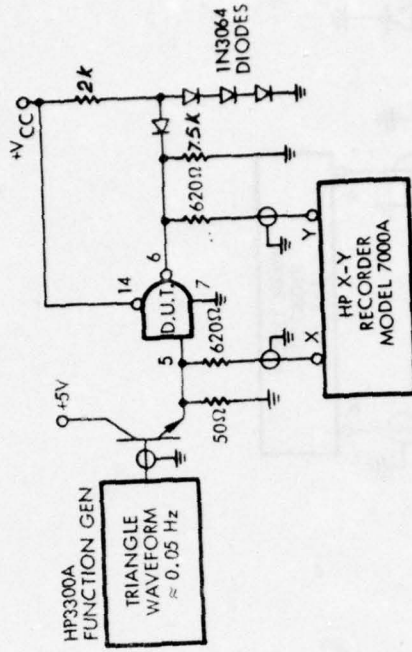 HP3300A
FUNCTION GEN
TRIANGLE
WAVEFORM
≈ 0.05 Hz
+5V
50Ω
620Ω
5
D.U.T.
14
7
6
620Ω
7.5K
+V CC
2k
1N3064
DIODES
X
Y
HP X-Y
RECORDER
MODEL 7000A